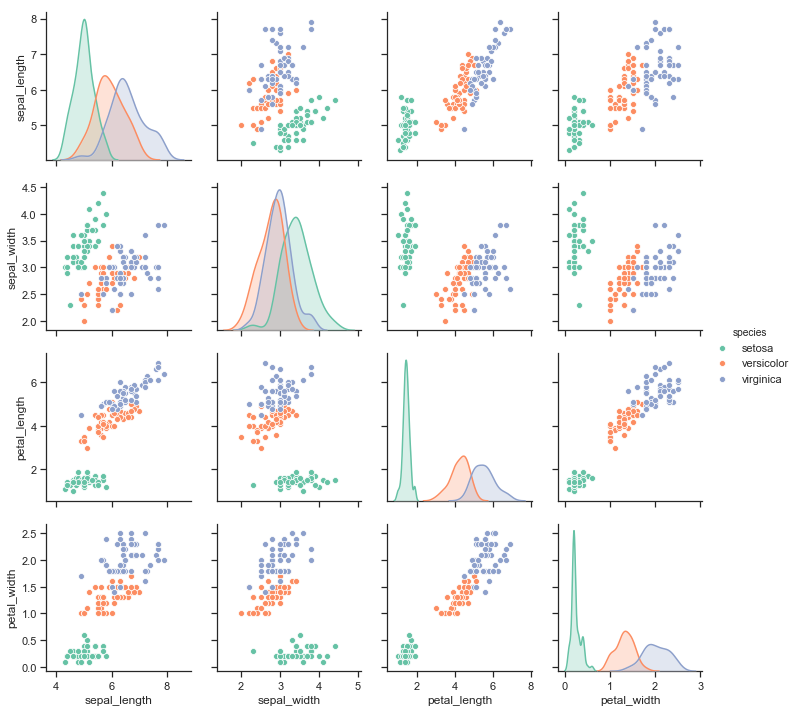 8
7
6
5
sepal_length
4.5
4.0
3.5
3.0
2.5
2.0
sepal_width
species
setosa
versicolor
virginica
6
4
2
petal_length
2.5
2.0
1.5
1.0
0.5
0.0
petal_width
4 6 8 2 3 4 5 0 2 4 6 8 0 1 2 3
sepal_length sepal_width petal_length petal_width